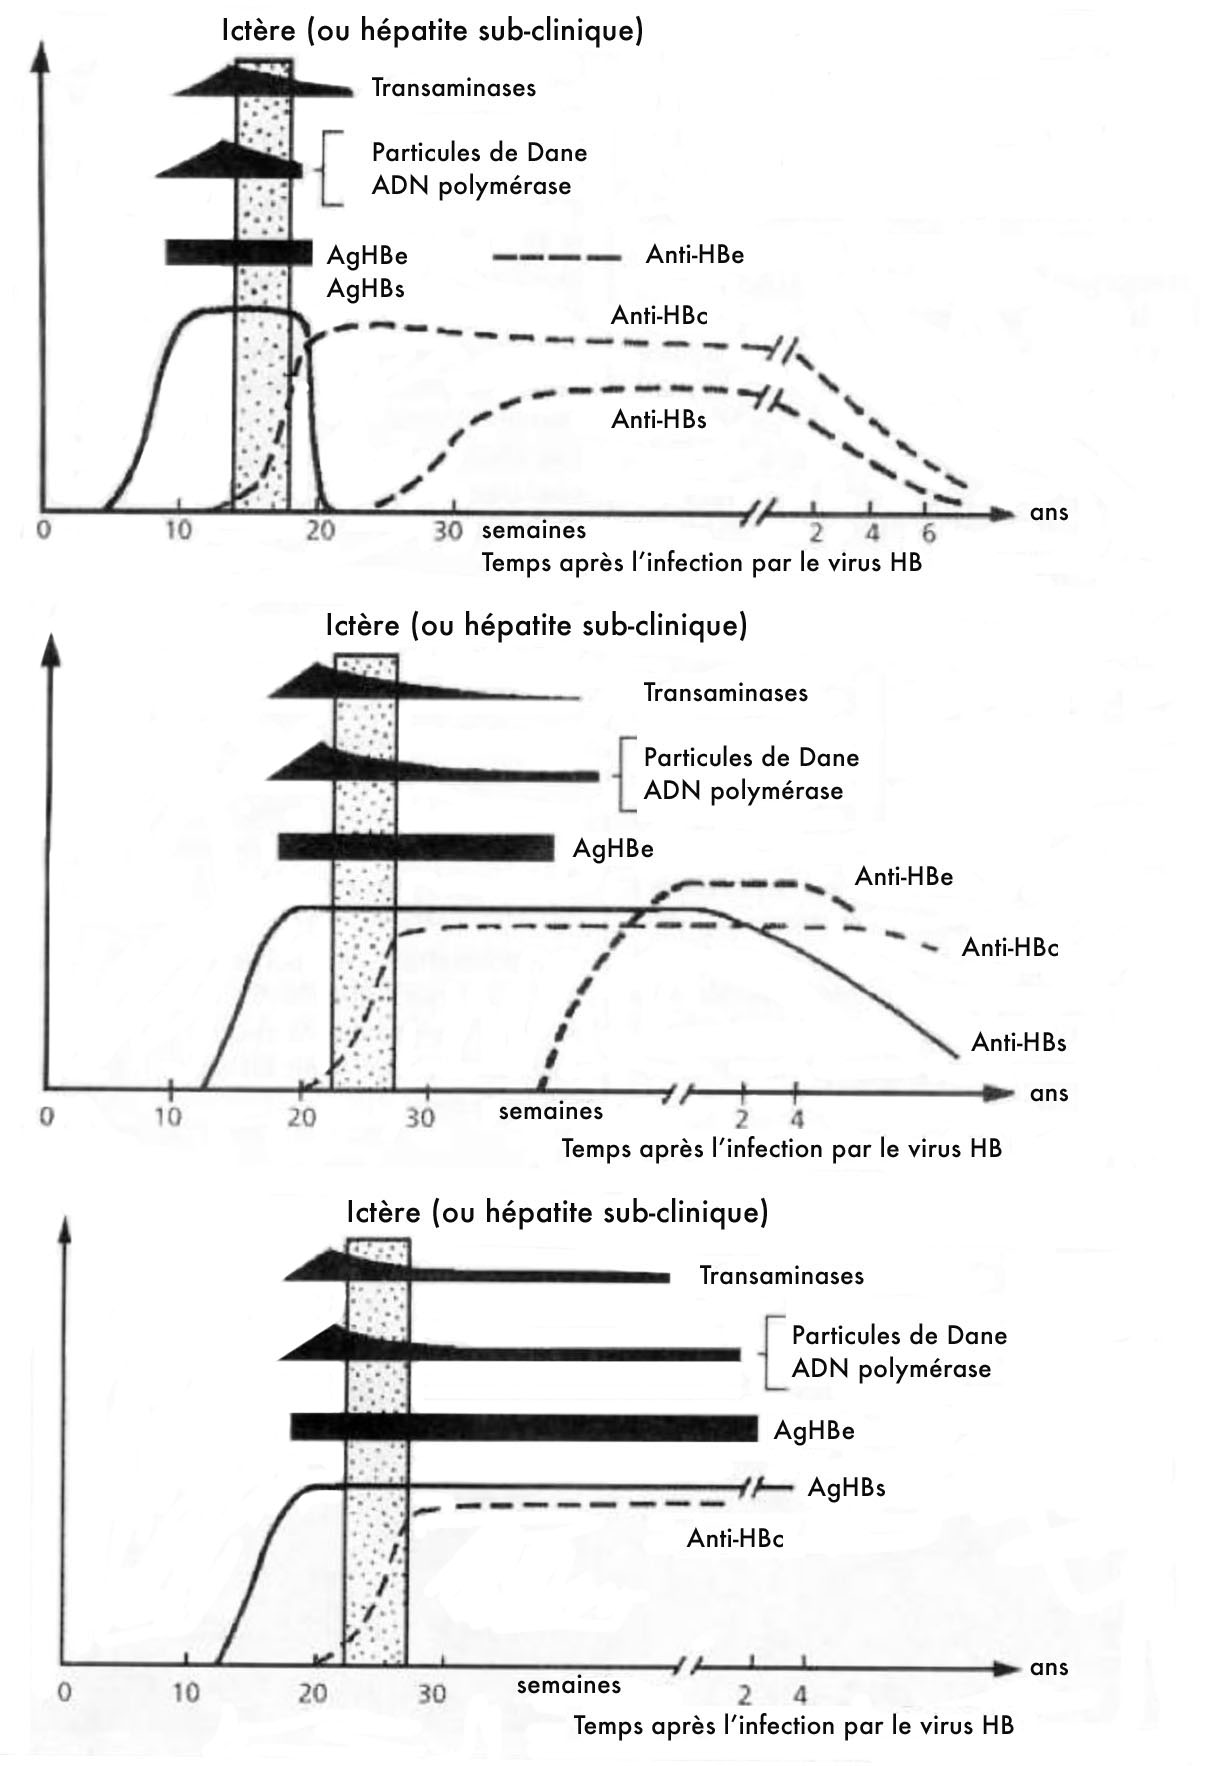 Ictère (ou hépatite sub-clinique)
Transaminases
Particules de Dane
ADN polymérase
AgHBe
Anti-HBe
AgHBs
Anti-HBc
Anti-HBs
0 10 20 30 semaines 2 4 6 ans
Temps après l'infection par le virus HB
Ictère (ou hépatite sub-clinique)
Transaminases
Particules de Dane
ADN polymérase
AgHBe
Anti-HBe
Anti-HBc
Anti-HBs
0 10 20 30 semaines 2 4 ans
Temps après l'infection par le virus HB
Ictère (ou hépatite sub-clinique)
Transaminases
Particules de Dane
ADN polymérase
AgHBe
AgHBs
Anti-HBc
0 10 20 30 semaines 2 4 ans
Temps après l'infection par le virus HB